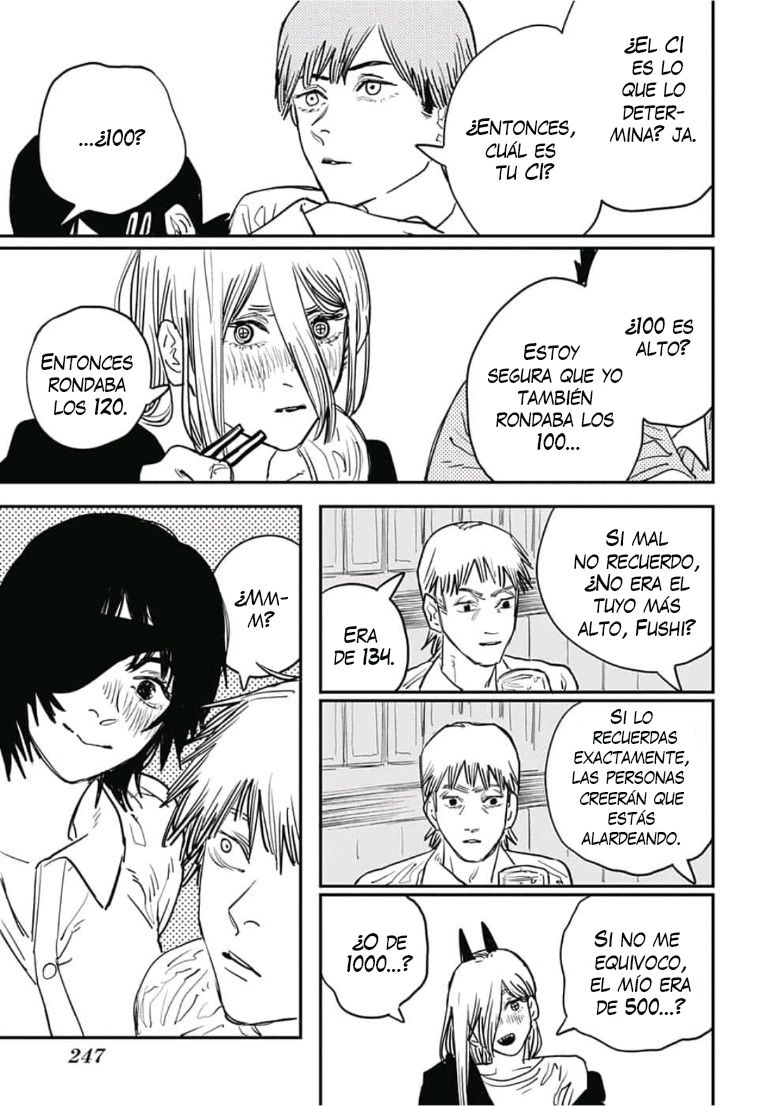 ¿EL CI
ES LO
QUE LO
DETER-
MINA? JA.
¿ENTONCES,
CUÁL ES
TU CI?
...¿100?
¿100 ES
ALTO?
ESTOY
SEGURA QUE YO
TAMBIÉN
RONDABA LOS
100...
ENTONCES
RONDABA
LOS 120.
SI MAL
NO RECUERDO,
¿NO ERA EL
TUYO MÁS
ALTO, FUSHI?
ERA
DE 134.
SI LO
RECUERDAS
EXACTAMENTE,
LAS PERSONAS
CREERÁN QUE
ESTÁS
ALARDEANDO.
SI NO ME
EQUIVOCO,
EL MÍO ERA
DE 500...?
¿O DE
1000...?
¿MM-
M?
247